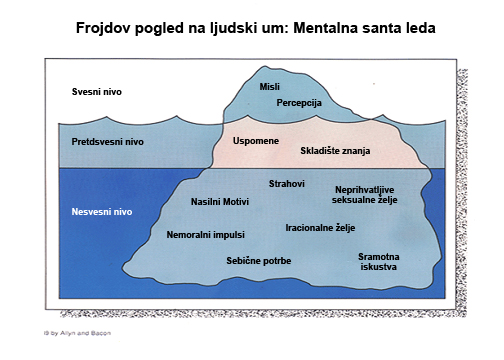 Frojdov pogled na ljudski um: Mentalna santa leda
Svesni nivo
Misli
Percepcija
Pretdsvesni nivo
Uspomene
Skladište znanja
Nesvesni nivo
Strahovi
Nasilni Motivi
Neprihvatljive
seksualne želje
Nemoralni impulsi
Iracionalne želje
Sebične potrbe
Sramotna
iskustva
© by Allyn and Bacon